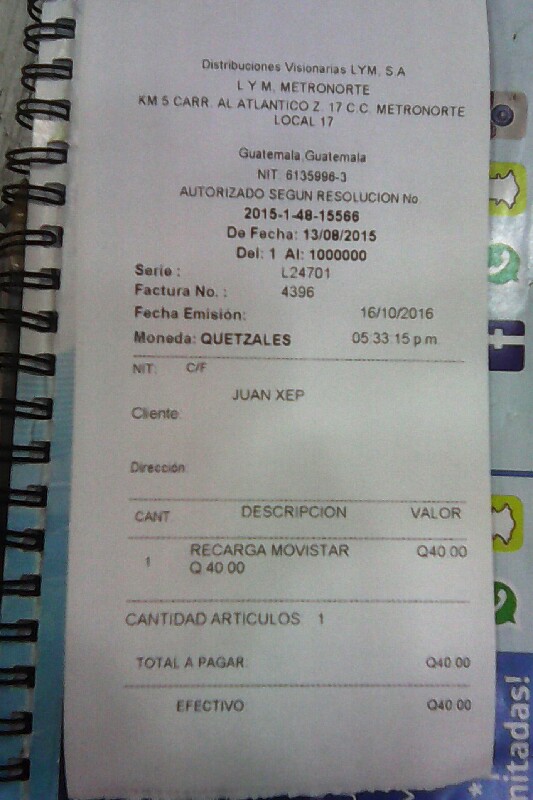 Distribuciones Visionarias LYM, S.A
L Y M, METRONORTE
KM 5 CARR. AL ATLANTICO Z. 17 C.C. METRONORTE
LOCAL 17
Guatemala,Guatemala
NIT. 6135996-3
AUTORIZADO SEGUN RESOLUCION No.
2015-1-48-15566
De Fecha: 13/08/2015
Del: 1 Al: 1000000
Serie : L24701
Factura No. : 4396
Fecha Emisión: 16/10/2016
Moneda: QUETZALES 05:33:15 p.m.
NIT: C/F
JUAN XEP
Cliente:
Dirección:
CANT. DESCRIPCION VALOR
1 RECARGA MOVISTAR Q40.00
Q 40.00
CANTIDAD ARTICULOS 1
TOTAL A PAGAR: Q40.00
EFECTIVO: Q40.00
nitadas!